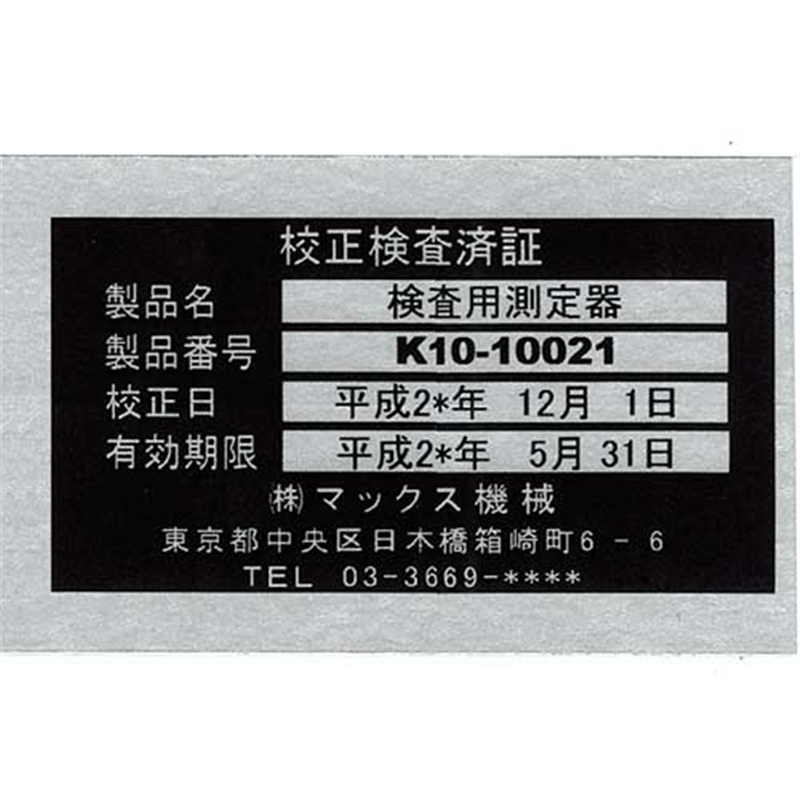 校正検査済証
製品名 検査用測定器
製品番号 K10-10021
校正日 平成2*年 12月 1日
有効期限 平成2*年 5月 31日
㈱マックス機械
東京都中央区日木橋箱崎町6-6
TEL 03-3669-****